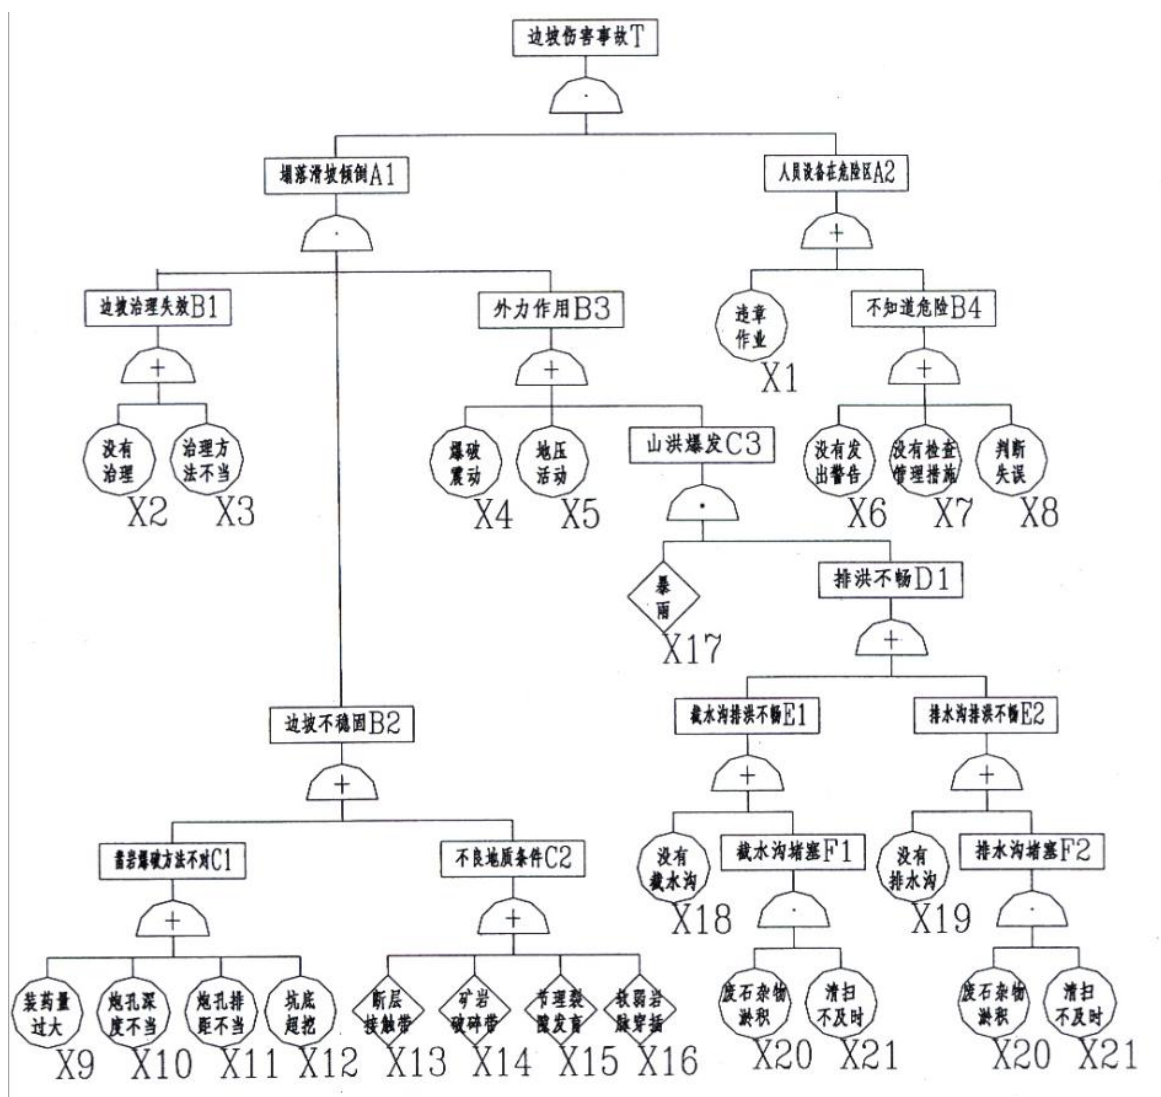 边坡伤害事故T
塌落滑坡倾倒A1
人员设备在危险区A2
边坡治理失效B1
外力作用B3
违章
作业
X1
不知道危险B4
没有
治理
X2
治理方
法不当
X3
爆破
震动
X4
地压
活动
X5
山洪爆发C3
没有发
出警告
X6
没有检查
管理措施
X7
判断
失误
X8
暴
雨
X17
排洪不畅D1
边坡不稳固B2
截水沟排洪不畅E1
排水沟排洪不畅E2
凿岩爆破方法不对C1
不良地质条件C2
没有
截水沟
X18
截水沟堵塞F1
没有
排水沟
X19
排水沟堵塞F2
装药量
过大
X9
炮孔深
度不当
X10
炮孔排
距不当
X11
坑底
超挖
X12
断层
接触带
X13
矿岩
破碎带
X14
节理裂
隙发育
X15
软弱岩
脉穿插
X16
废石杂物
淤积
X20
清扫
不及时
X21
废石杂物
淤积
X20
清扫
不及时
X21